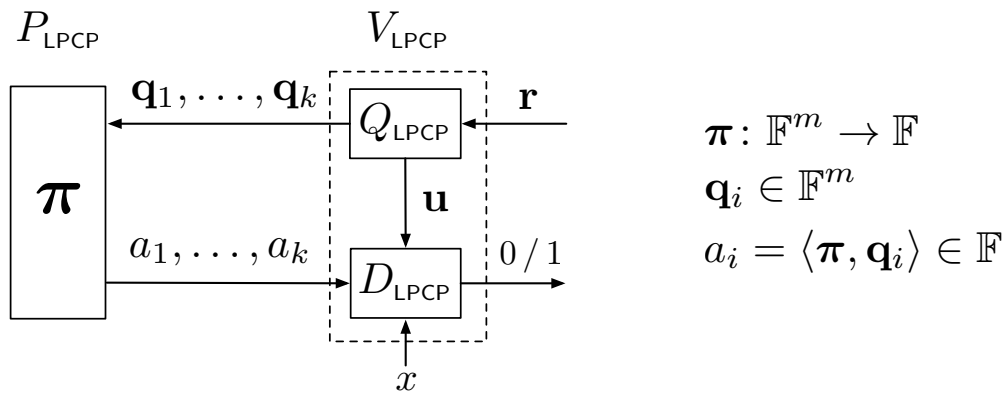 P_LPCP
V_LPCP
q_1, . . . , q_k
r
Q_LPCP
π
u
a_1, . . . , a_k
0 / 1
D_LPCP
x
π: 𝔽^m → 𝔽
q_i ∈ 𝔽^m
a_i = ⟨π, q_i⟩ ∈ 𝔽